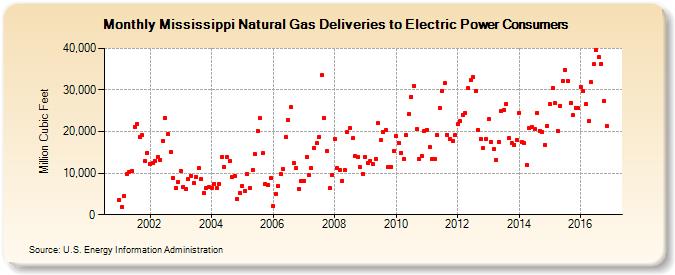 Monthly Mississippi Natural Gas Deliveries to Electric Power Consumers
Million Cubic Feet
40,000
30,000
20,000
10,000
0
2002 2004 2006 2008 2010 2012 2014 2016
Source: U.S. Energy Information Administration